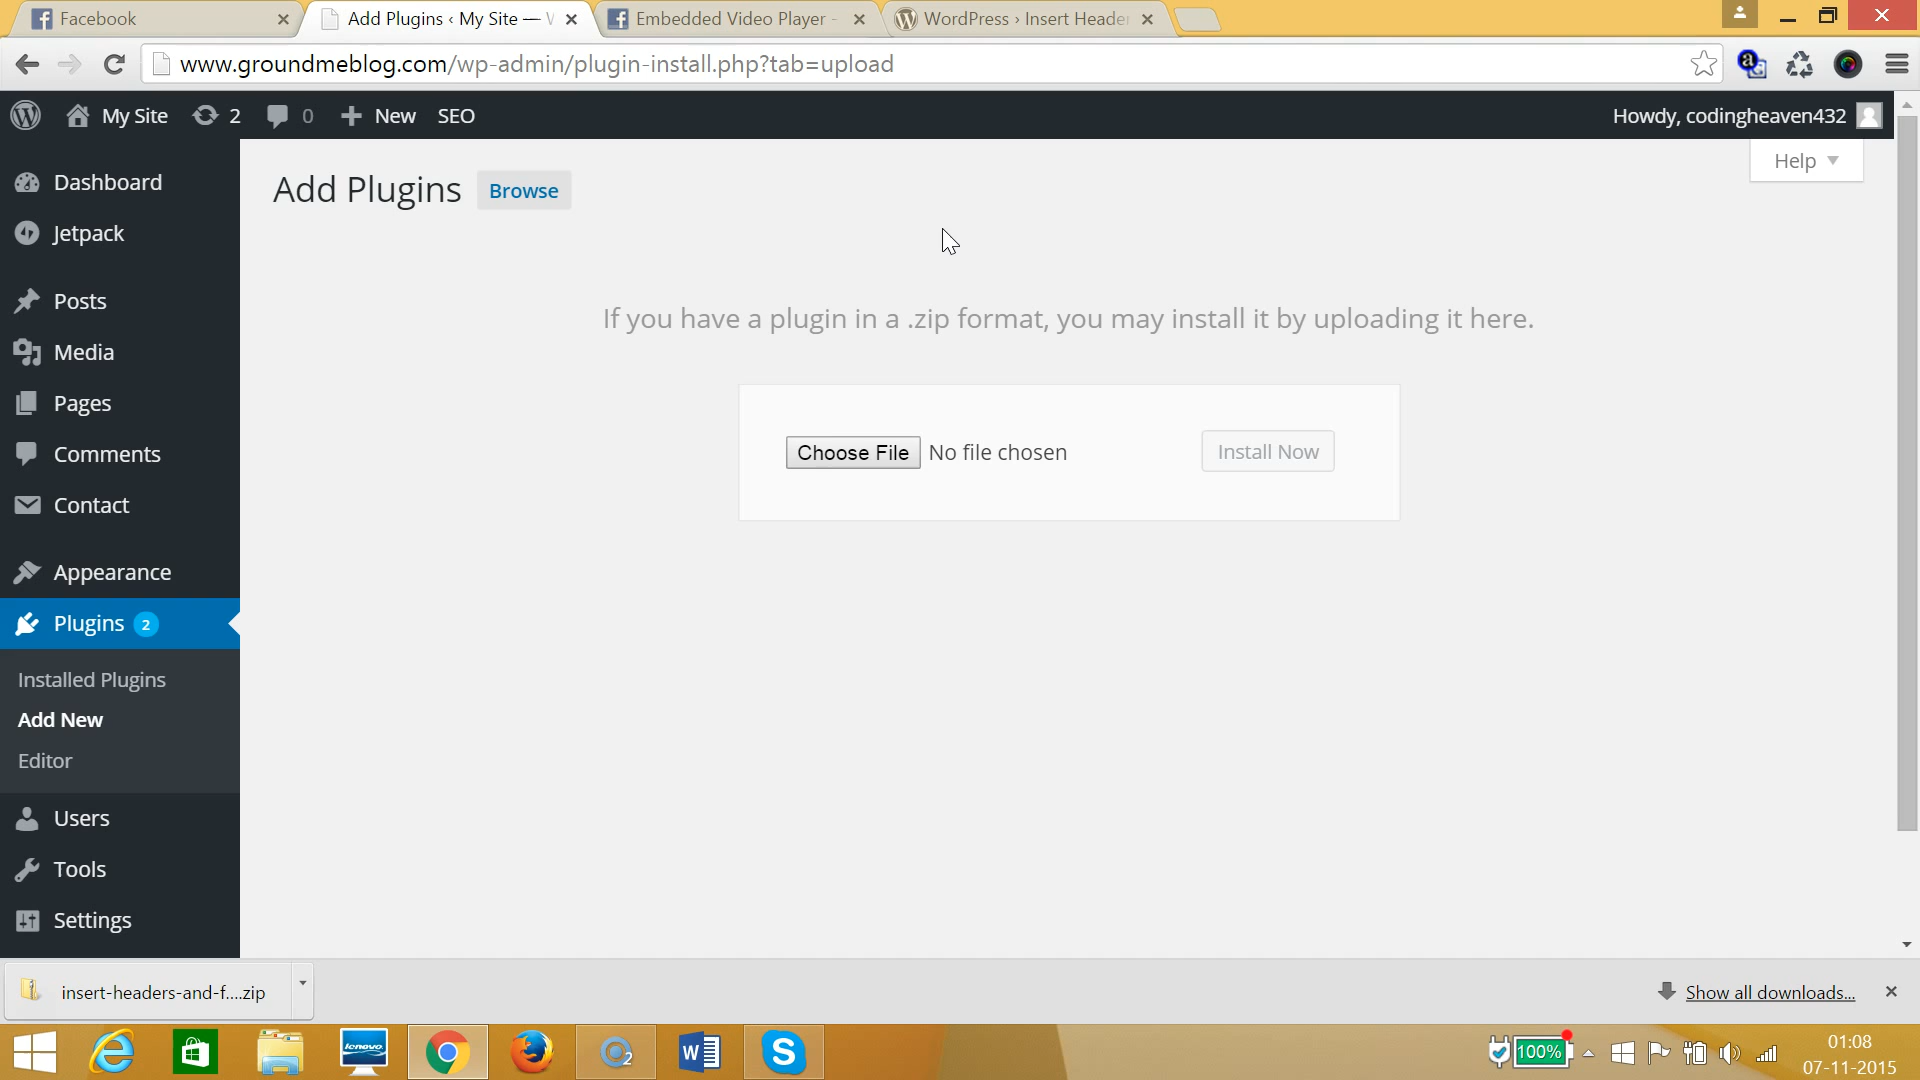 Facebook
Add Plugins ‹ My Site —
Embedded Video Player -
WordPress › Insert Header
www.groundmeblog.com/wp-admin/plugin-install.php?tab=upload
My Site 2 0 New SEO
Howdy, codingheaven432
Help
Dashboard
Jetpack
Posts
Media
Pages
Comments
Contact
Appearance
Plugins 2
Installed Plugins
Add New
Editor
Users
Tools
Settings
Add Plugins Browse
If you have a plugin in a .zip format, you may install it by uploading it here.
Choose File No file chosen Install Now
insert-headers-and-f....zip
Show all downloads...
lenovo
100%
01:08
07-11-2015